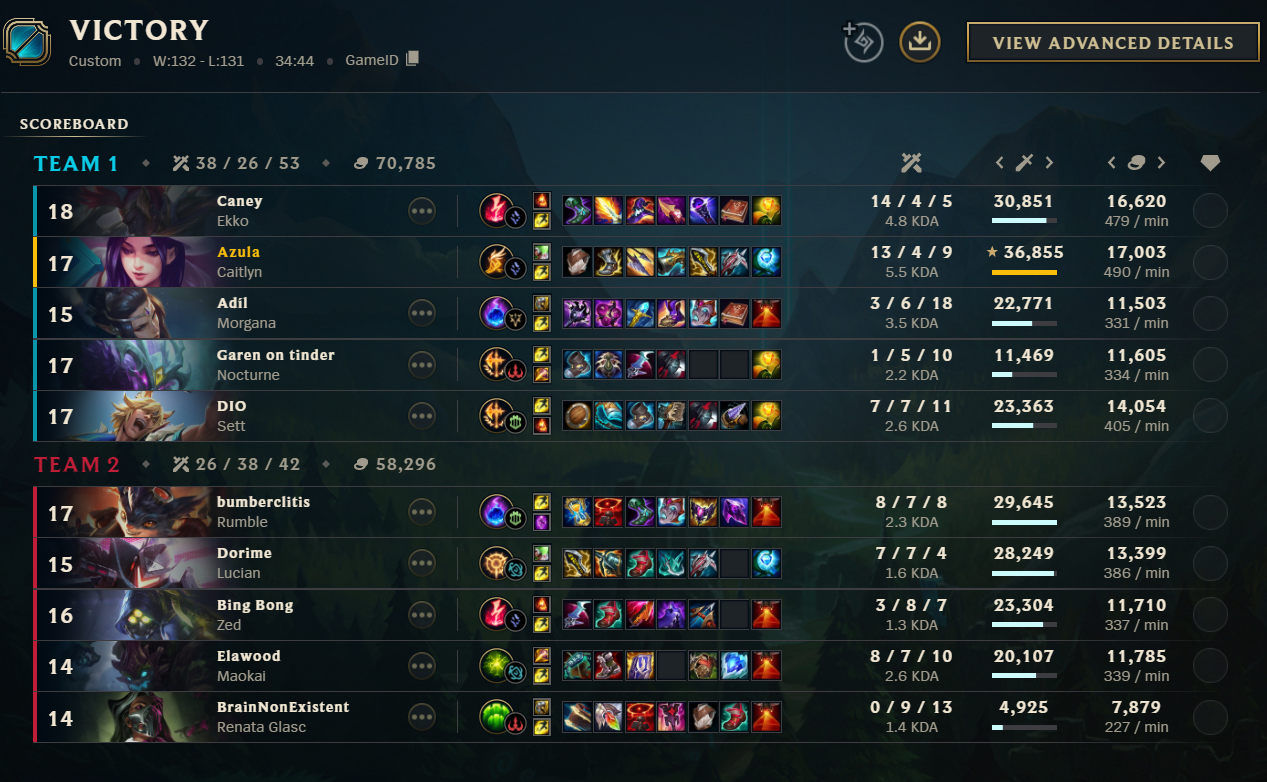 VICTORY
Custom • W:132 - L:131 • 34:44 • GameID
VIEW ADVANCED DETAILS
SCOREBOARD
TEAM 1 38 / 26 / 53 70,785
18 Caney 14 / 4 / 5 30,851 16,620
Ekko 4.8 KDA 479 / min
17 Azula 13 / 4 / 9 36,855 17,003
Caitlyn 5.5 KDA 490 / min
15 Adil 3 / 6 / 18 22,771 11,503
Morgana 3.5 KDA 331 / min
17 Garen on tinder 1 / 5 / 10 11,469 11,605
Nocturne 2.2 KDA 334 / min
17 DIO 7 / 7 / 11 23,363 14,054
Sett 2.6 KDA 405 / min
TEAM 2 26 / 38 / 42 58,296
17 bumberclitis 8 / 7 / 8 29,645 13,523
Rumble 2.3 KDA 389 / min
15 Dorime 7 / 7 / 4 28,249 13,399
Lucian 1.6 KDA 386 / min
16 Bing Bong 3 / 8 / 7 23,304 11,710
Zed 1.3 KDA 337 / min
14 Elawood 8 / 7 / 10 20,107 11,785
Maokai 2.6 KDA 339 / min
14 BrainNonExistent 0 / 9 / 13 4,925 7,879
Renata Glasc 1.4 KDA 227 / min